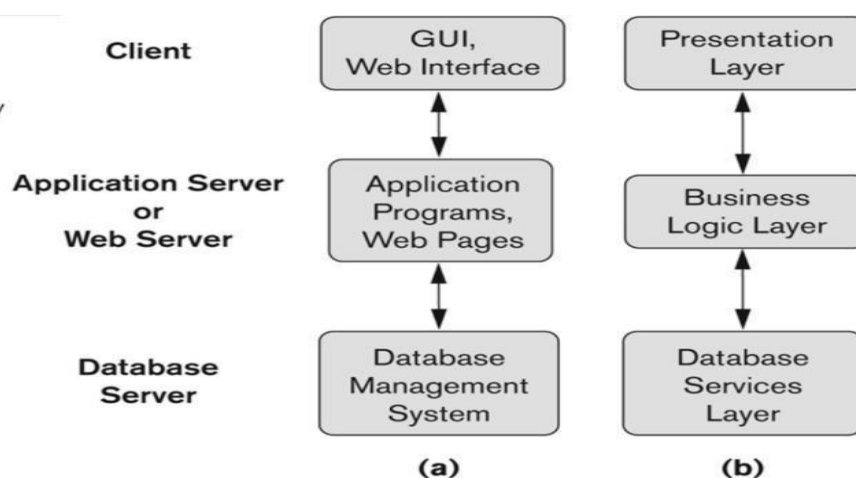 Client
GUI,
Web Interface
Presentation
Layer
Application Server
or
Web Server
Application
Programs,
Web Pages
Business
Logic Layer
Database
Server
Database
Management
System
Database
Services
Layer
(a)
(b)